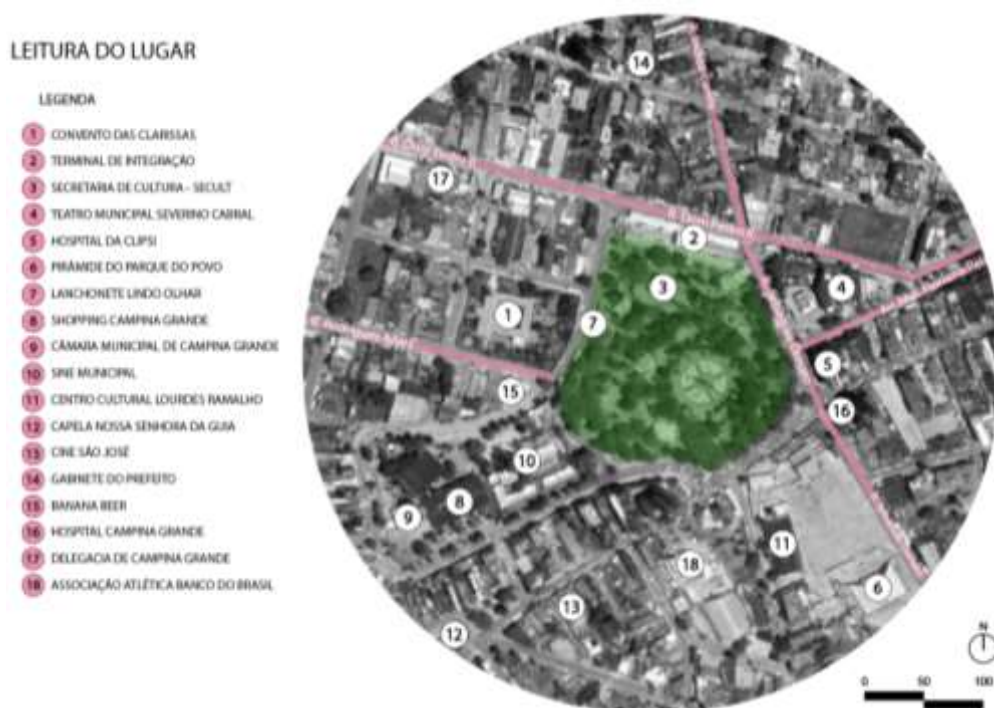 LEITURA DO LUGAR
LEGENDA
1 CONVENTO DAS CLARISSAS
2 TERMINAL DE INTEGRAÇÃO
3 SECRETARIA DE CULTURA - SECULT
4 TEATRO MUNICIPAL SEVERINO CABRAL
5 HOSPITAL DA CLIPSI
6 PIRÂMIDE DO PARQUE DO POVO
7 LANCHONETE LINDO OLHAR
8 SHOPPING CAMPINA GRANDE
9 CÂMARA MUNICIPAL DE CAMPINA GRANDE
10 SINE MUNICIPAL
11 CENTRO CULTURAL LOURDES RAMALHO
12 CAPELA NOSSA SENHORA DA GUIA
13 CINE SÃO JOSÉ
14 GABINETE DO PREFEITO
15 BANANA BEER
16 HOSPITAL CAMPINA GRANDE
17 DELEGACIA DE CAMPINA GRANDE
18 ASSOCIAÇÃO ATLÉTICA BANCO DO BRASIL
14
17
2
3
4
1
7
5
15
16
10
8
9
11
18
6
13
12
N
0 50 100